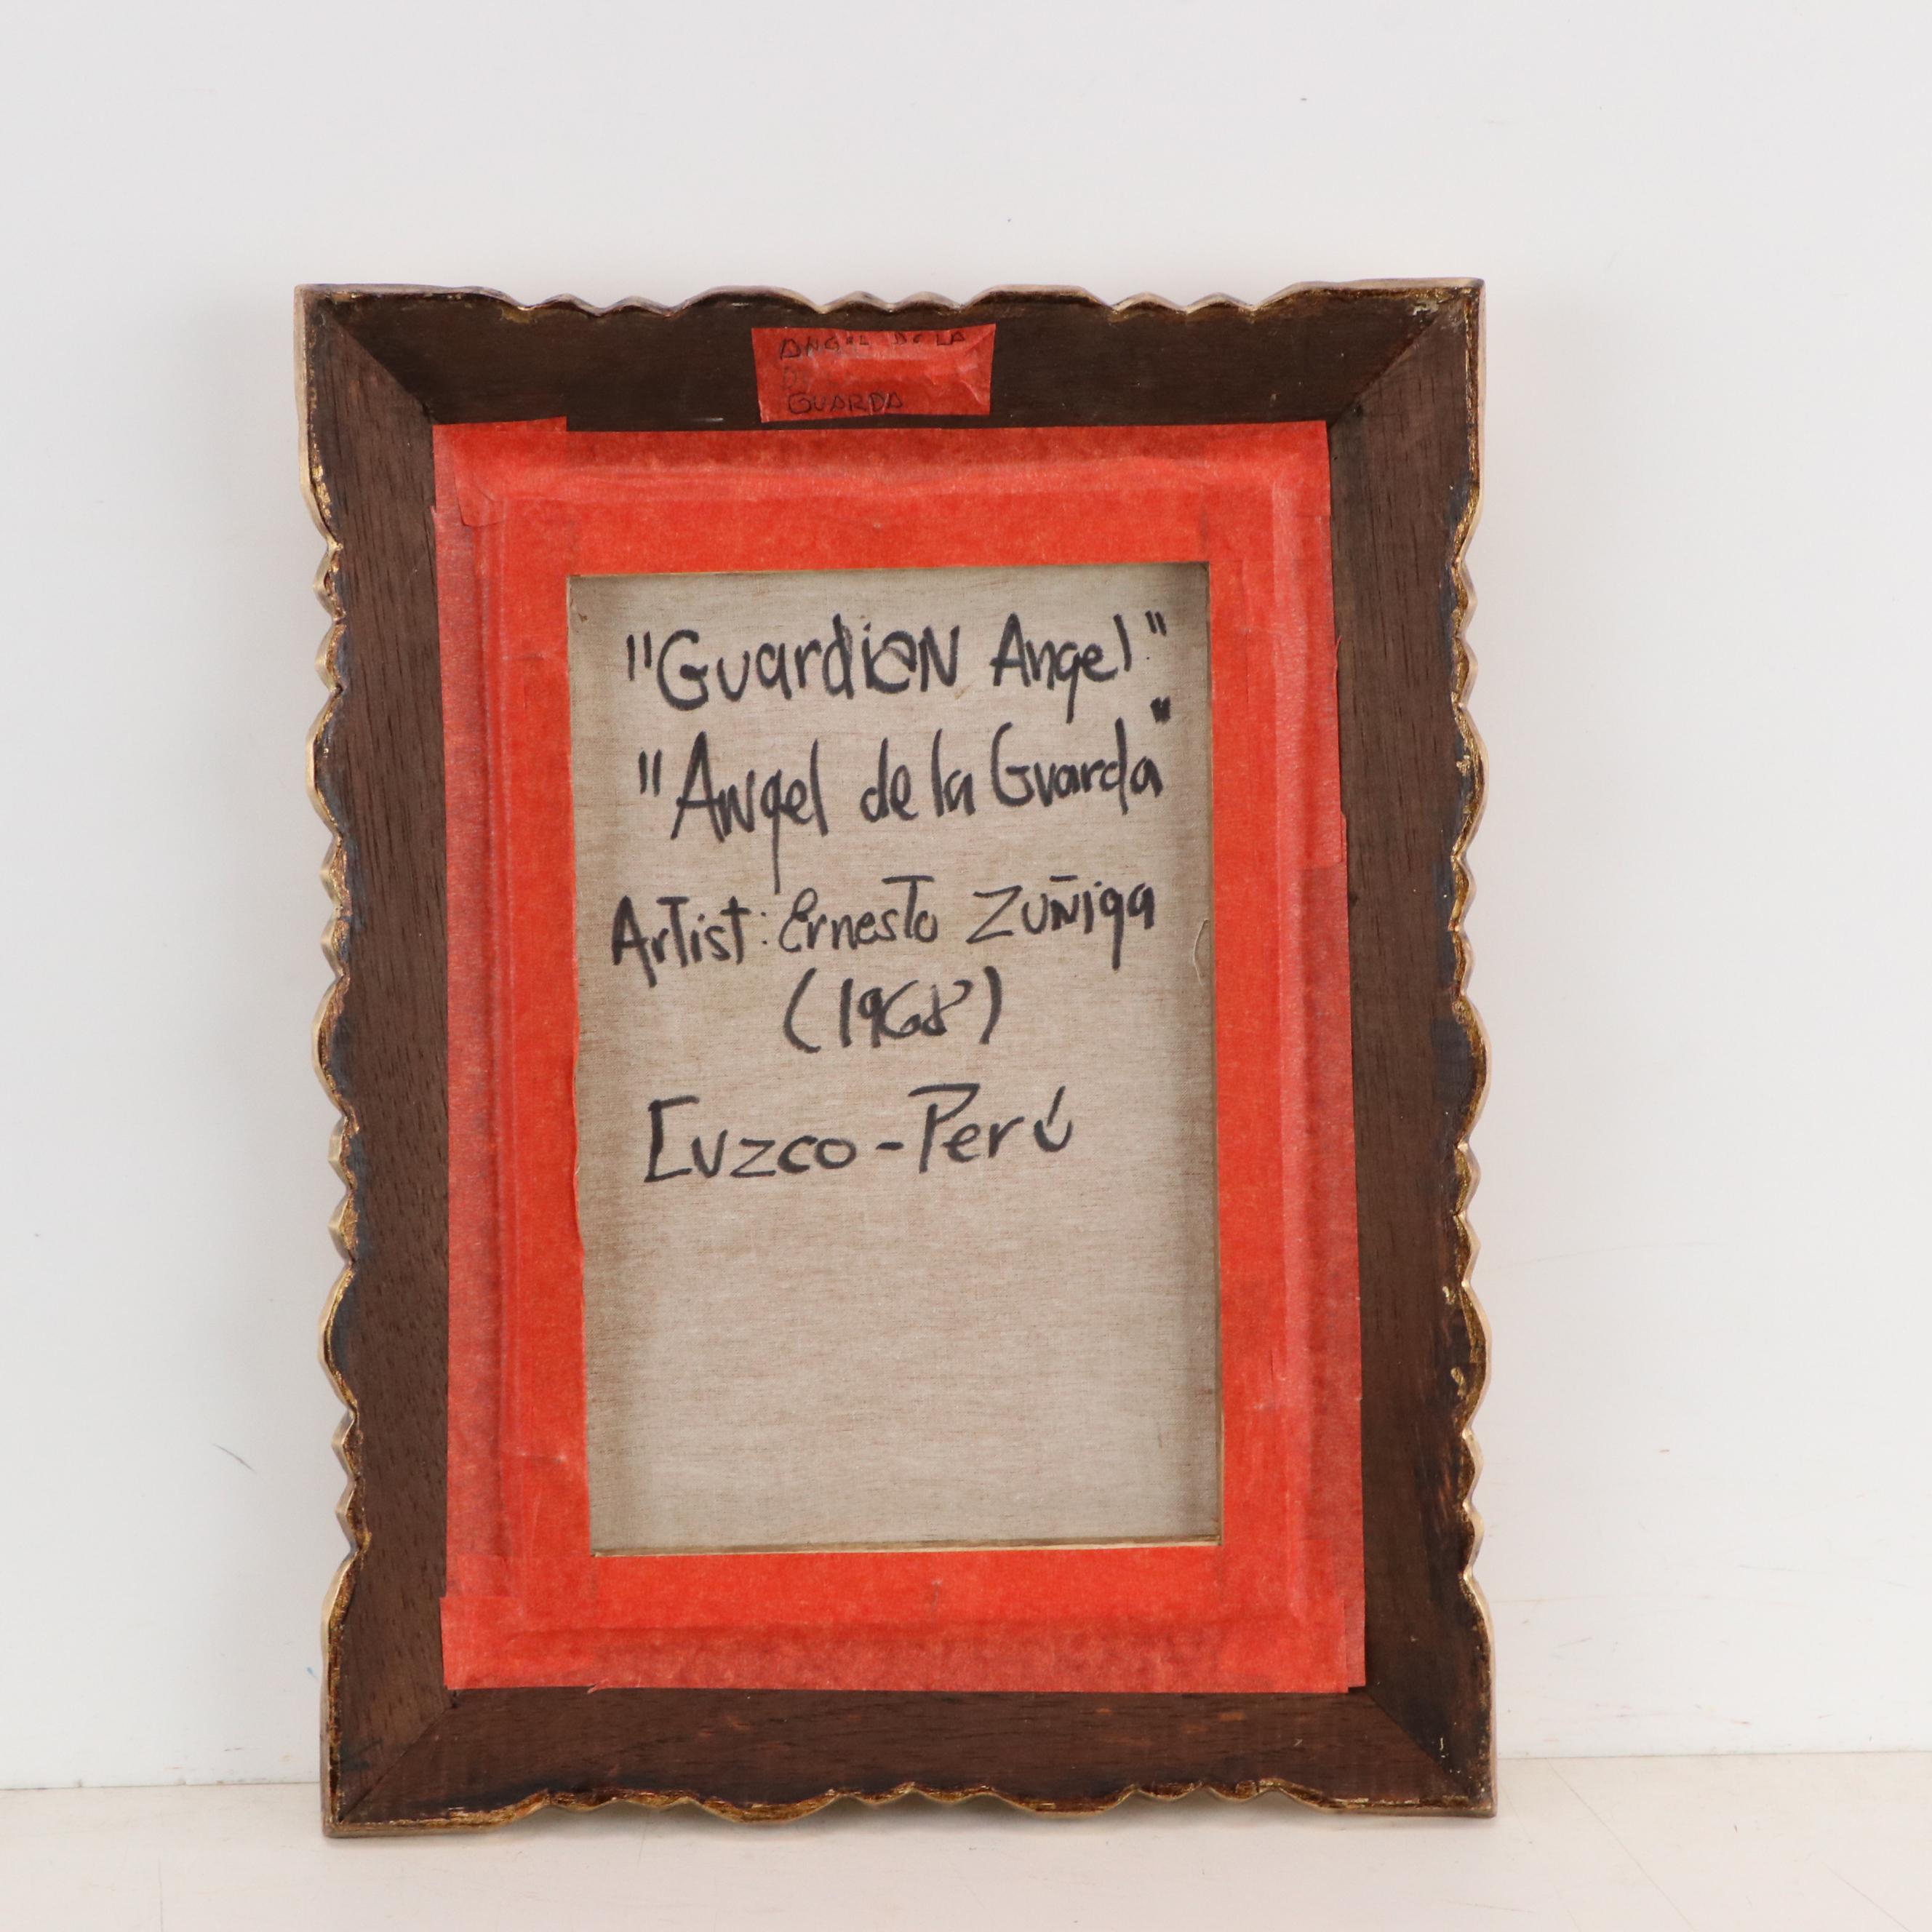 ANGEL DE LA
GUARDA
"Guardian Angel"
"Angel de la Guarda"
Artist: Ernesto Zuñiga
(1968)
Cuzco-Perú